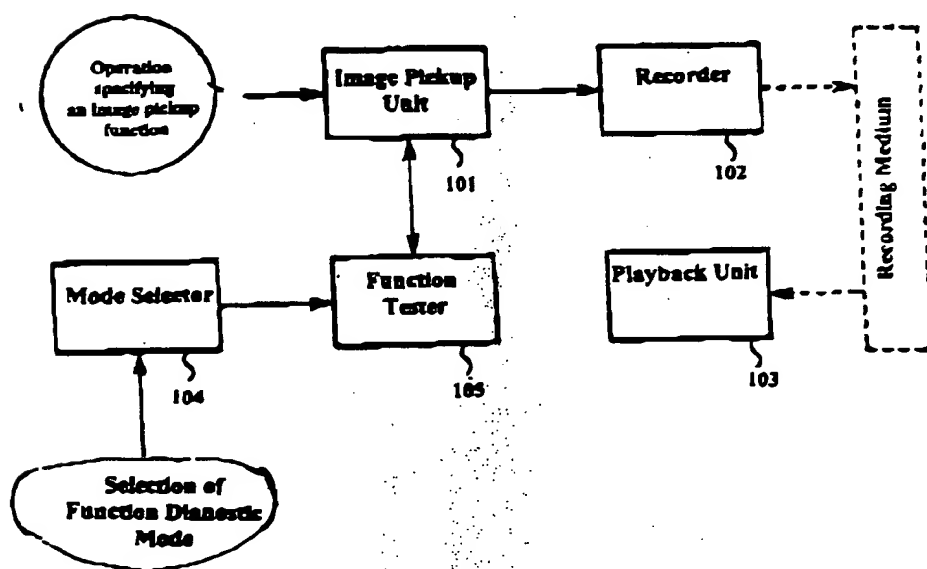 Operation
specifying
an image pickup
function
Image Pickup
Unit
101
Recorder
102
Recording Medium
Mode Selector
104
Function
Tester
105
Playback Unit
103
Selection of
Function Dianostic
Mode